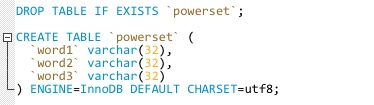 DROP TABLE IF EXISTS `powerset`;
CREATE TABLE `powerset` (
`word1` varchar(32),
`word2` varchar(32),
`word3` varchar(32)
) ENGINE=InnoDB DEFAULT CHARSET=utf8;